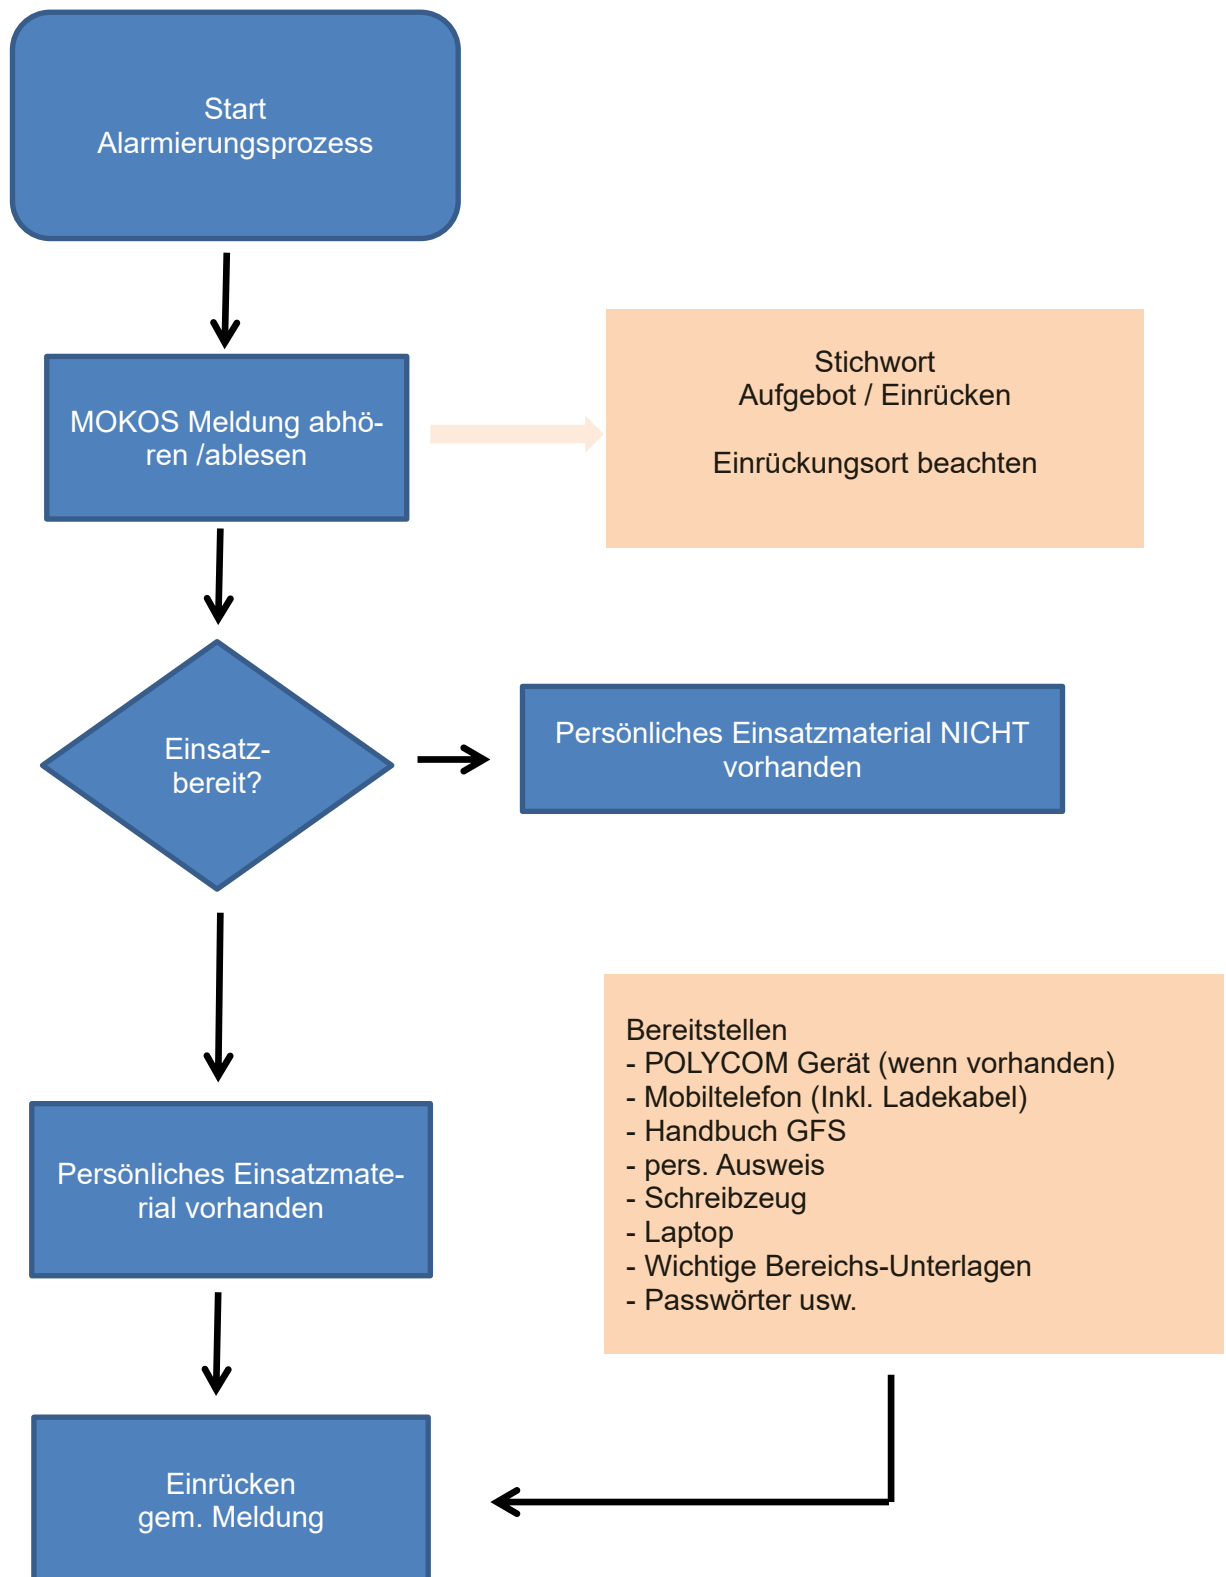 Start
Alarmierungsprozess
MOKOS Meldung abhö-
ren /ablesen
Stichwort
Aufgebot / Einrücken
Einrückungsort beachten
Einsatz-
bereit?
Persönliches Einsatzmaterial NICHT
vorhanden
Persönliches Einsatzmate-
rial vorhanden
Bereitstellen
- POLYCOM Gerät (wenn vorhanden)
- Mobiltelefon (Inkl. Ladekabel)
- Handbuch GFS
- pers. Ausweis
- Schreibzeug
- Laptop
- Wichtige Bereichs-Unterlagen
- Passwörter usw.
Einrücken
gem. Meldung